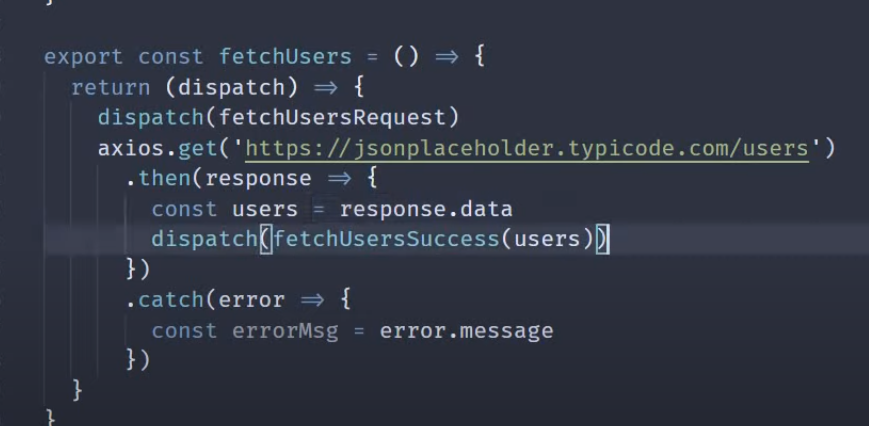 }
export const fetchUsers = () => {
return (dispatch) => {
dispatch(fetchUsersRequest)
axios.get('https://jsonplaceholder.typicode.com/users')
.then(response => {
const users = response.data
dispatch(fetchUsersSuccess(users))
})
.catch(error => {
const errorMsg = error.message
})
}
}